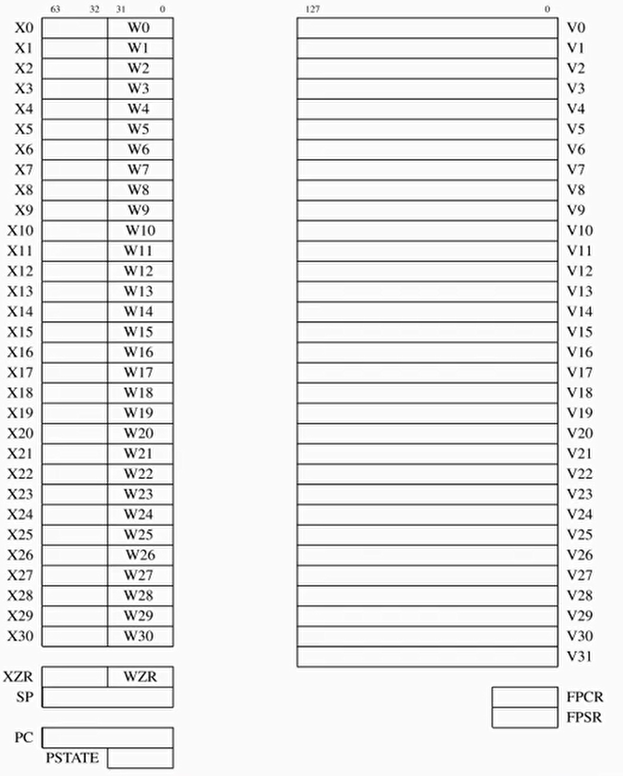 63 32 31 0 127 0
X0 W0 V0
X1 W1 V1
X2 W2 V2
X3 W3 V3
X4 W4 V4
X5 W5 V5
X6 W6 V6
X7 W7 V7
X8 W8 V8
X9 W9 V9
X10 W10 V10
X11 W11 V11
X12 W12 V12
X13 W13 V13
X14 W14 V14
X15 W15 V15
X16 W16 V16
X17 W17 V17
X18 W18 V18
X19 W19 V19
X20 W20 V20
X21 W21 V21
X22 W22 V22
X23 W23 V23
X24 W24 V24
X25 W25 V25
X26 W26 V26
X27 W27 V27
X28 W28 V28
X29 W29 V29
X30 W30 V30
V31
XZR WZR
SP FPCR
FPSR
PC
PSTATE